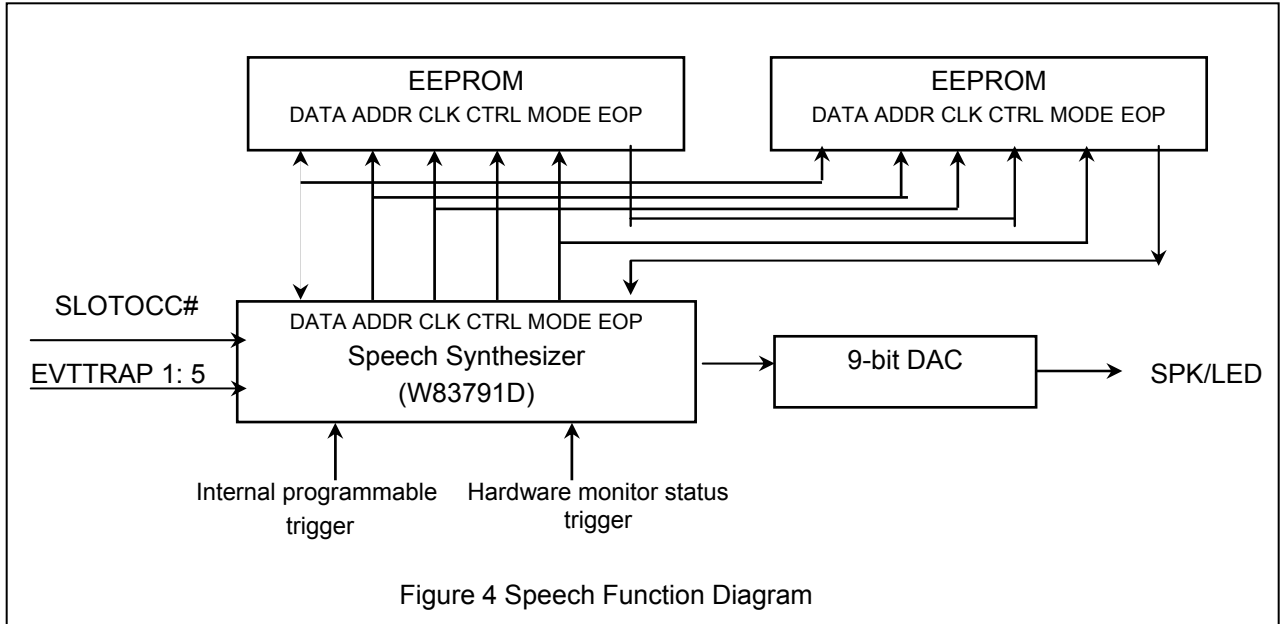 EEPROM
DATA ADDR CLK CTRL MODE EOP
EEPROM
DATA ADDR CLK CTRL MODE EOP
SLOTOCC#
EVTTRAP 1: 5
DATA ADDR CLK CTRL MODE EOP
Speech Synthesizer
(W83791D)
9-bit DAC
SPK/LED
Internal programmable
trigger
Hardware monitor status
trigger
Figure 4 Speech Function Diagram